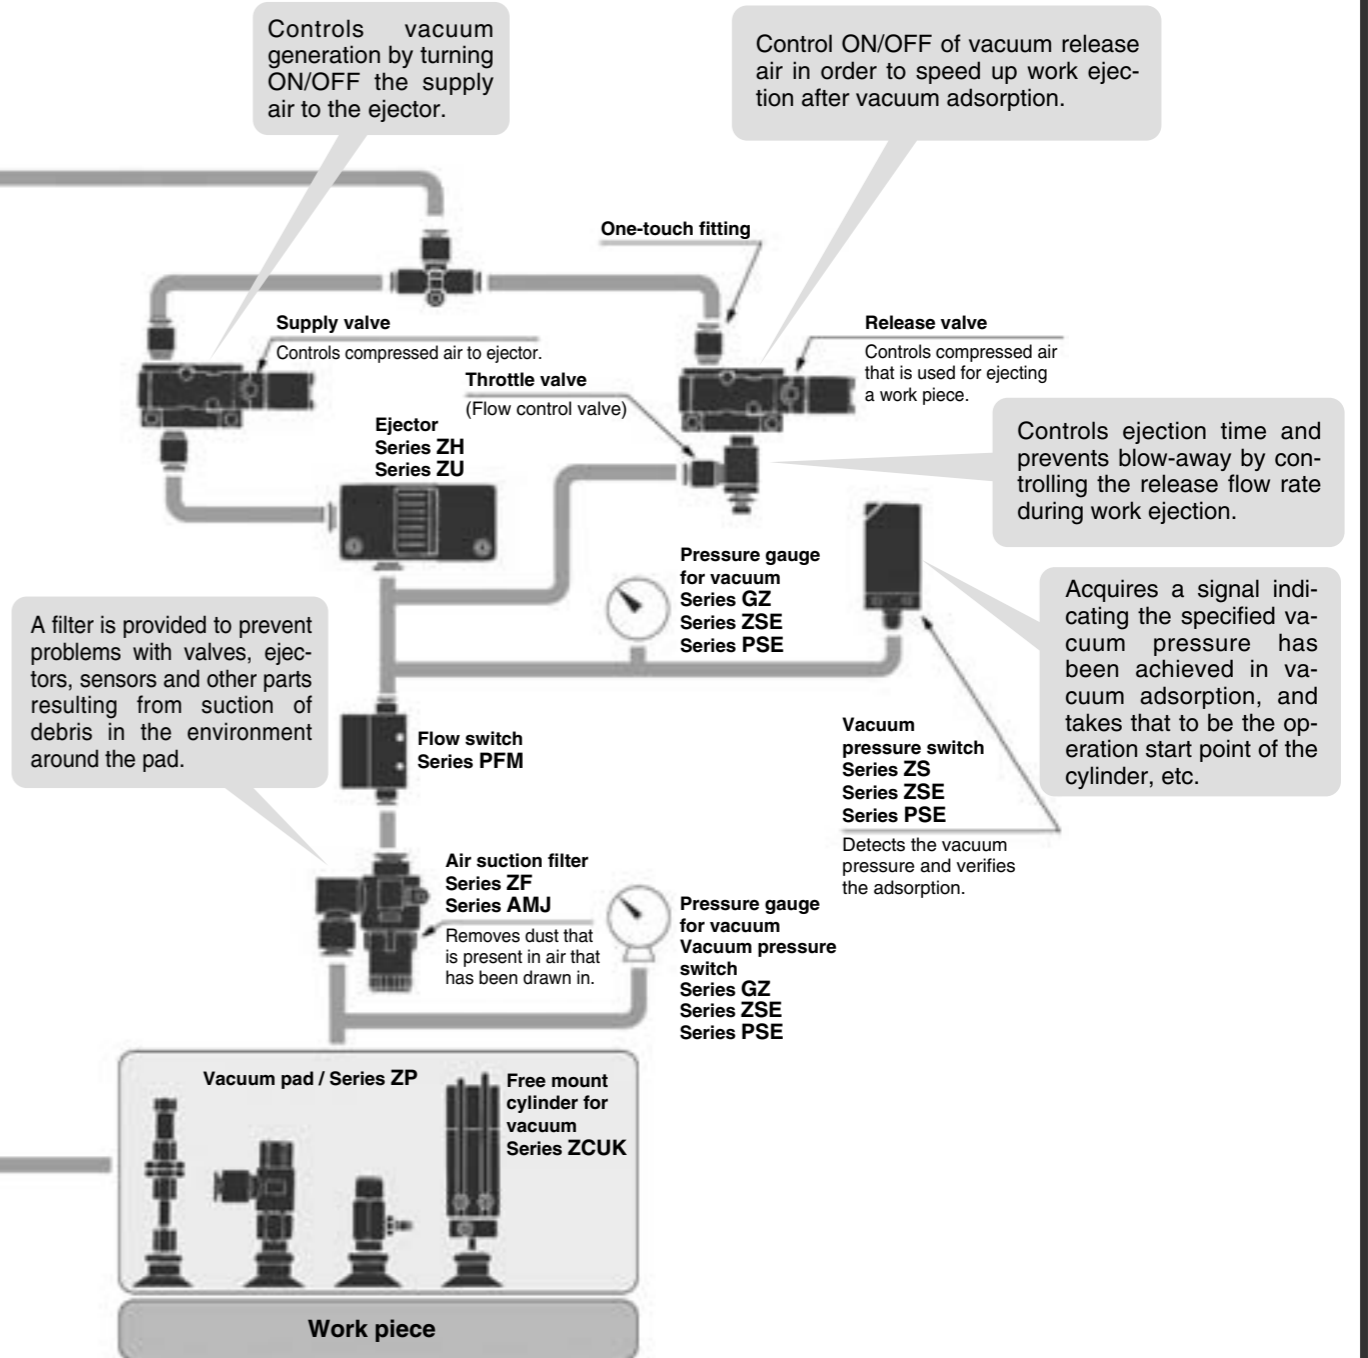 Controls vacuum
generation by turning
ON/OFF the supply
air to the ejector.
Control ON/OFF of vacuum release
air in order to speed up work ejec-
tion after vacuum adsorption.
One-touch fitting
Supply valve
Controls compressed air to ejector.
Release valve
Controls compressed air
that is used for ejecting
a work piece.
Throttle valve
(Flow control valve)
Ejector
Series ZH
Series ZU
Controls ejection time and
prevents blow-away by con-
trolling the release flow rate
during work ejection.
Pressure gauge
for vacuum
Series GZ
Series ZSE
Series PSE
Acquires a signal indi-
cating the specified va-
cuum pressure has
been achieved in va-
cuum adsorption, and
takes that to be the op-
eration start point of the
cylinder, etc.
A filter is provided to prevent
problems with valves, ejec-
tors, sensors and other parts
resulting from suction of
debris in the environment
around the pad.
Flow switch
Series PFM
Vacuum
pressure switch
Series ZS
Series ZSE
Series PSE
Detects the vacuum
pressure and verifies
the adsorption.
Air suction filter
Series ZF
Series AMJ
Removes dust that
is present in air that
has been drawn in.
Pressure gauge
for vacuum
Vacuum pressure
switch
Series GZ
Series ZSE
Series PSE
Vacuum pad / Series ZP
Free mount
cylinder for
vacuum
Series ZCUK
Work piece